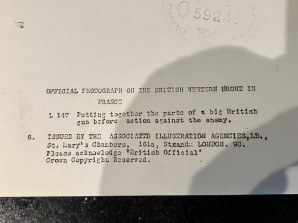 O 5924.
OFFICIAL PHOTOGRAPH ON THE BRITISH WESTERN FRONT IN
FRANCE
L 147 Putting together the parts of a big British
gun before action against the enemy.
G. ISSUED BY THE ASSOCIATED ILLUSTRATION AGENCIES,LD.,
St. Mary's Chambers, 161a, Strand: LONDON. WC.
Please acknowledge "British Official"
Crown Copyright Reserved.